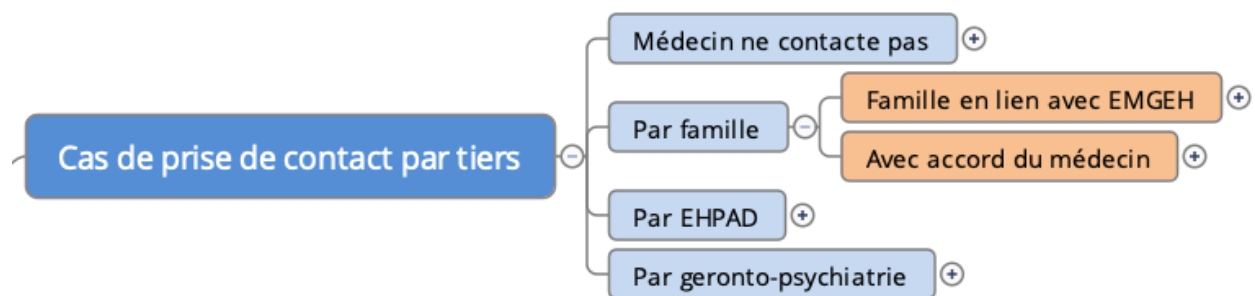 Cas de prise de contact par tiers
Médecin ne contacte pas
Par famille
Famille en lien avec EMGEH
Avec accord du médecin
Par EHPAD
Par geronto-psychiatrie